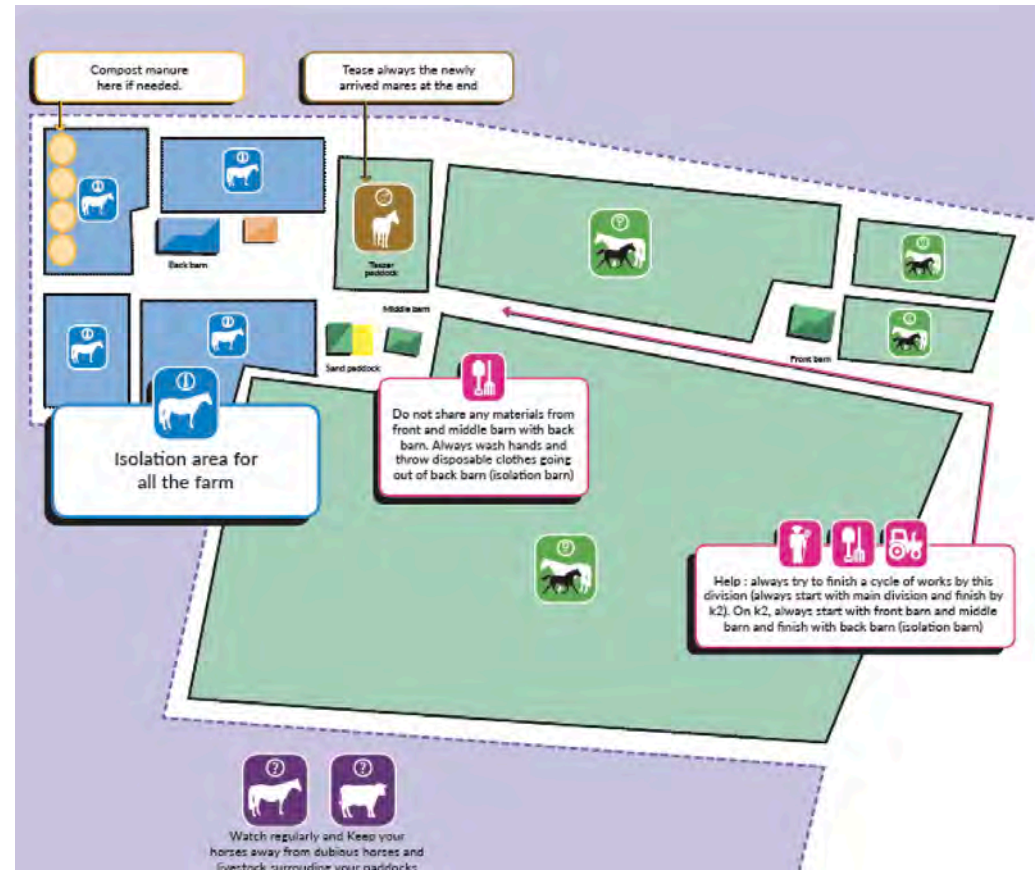 Compost manure
here if needed.
Tease always the newly
arrived mares at the end
Back barn
Teaser
paddock
Middle barn
Sand paddock
Front barn
Do not share any materials from
front and middle barn with back
barn. Always wash hands and
throw disposable clothes going
out of back barn (isolation barn)
Isolation area for
all the farm
Help : always try to finish a cycle of works by this
division (always start with main division and finish by
k2). On k2, always start with front barn and middle
barn and finish with back barn (isolation barn)
Watch regularly and Keep your
horses away from dubious horses and
livestock surrouding your paddocks